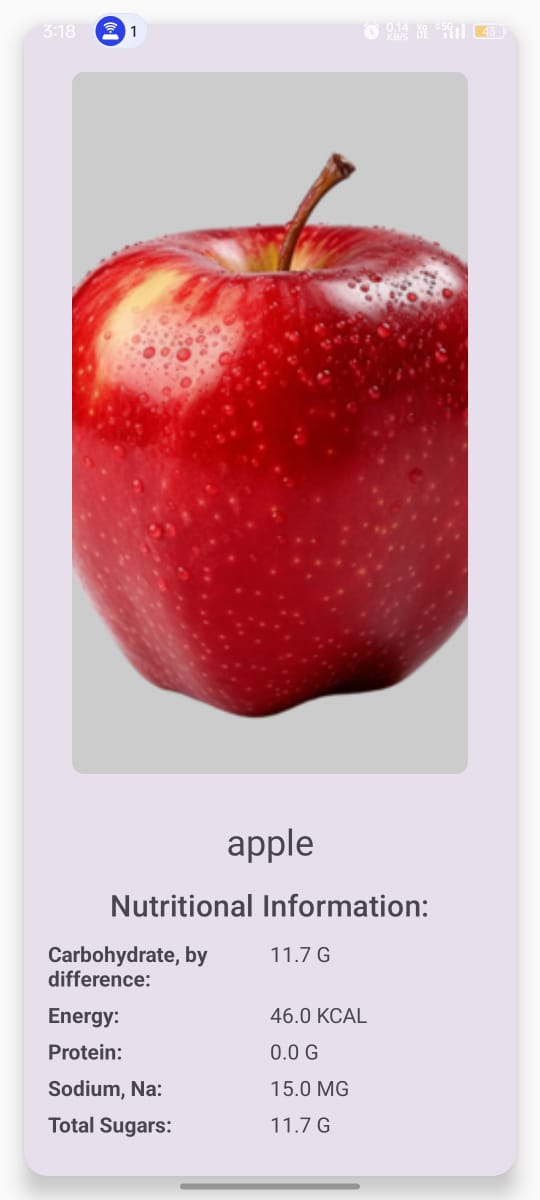 3:18 1 0.14 KB/S Vo LTE 5G 45
apple
Nutritional Information:
Carbohydrate, by difference: 11.7 G
Energy: 46.0 KCAL
Protein: 0.0 G
Sodium, Na: 15.0 MG
Total Sugars: 11.7 G